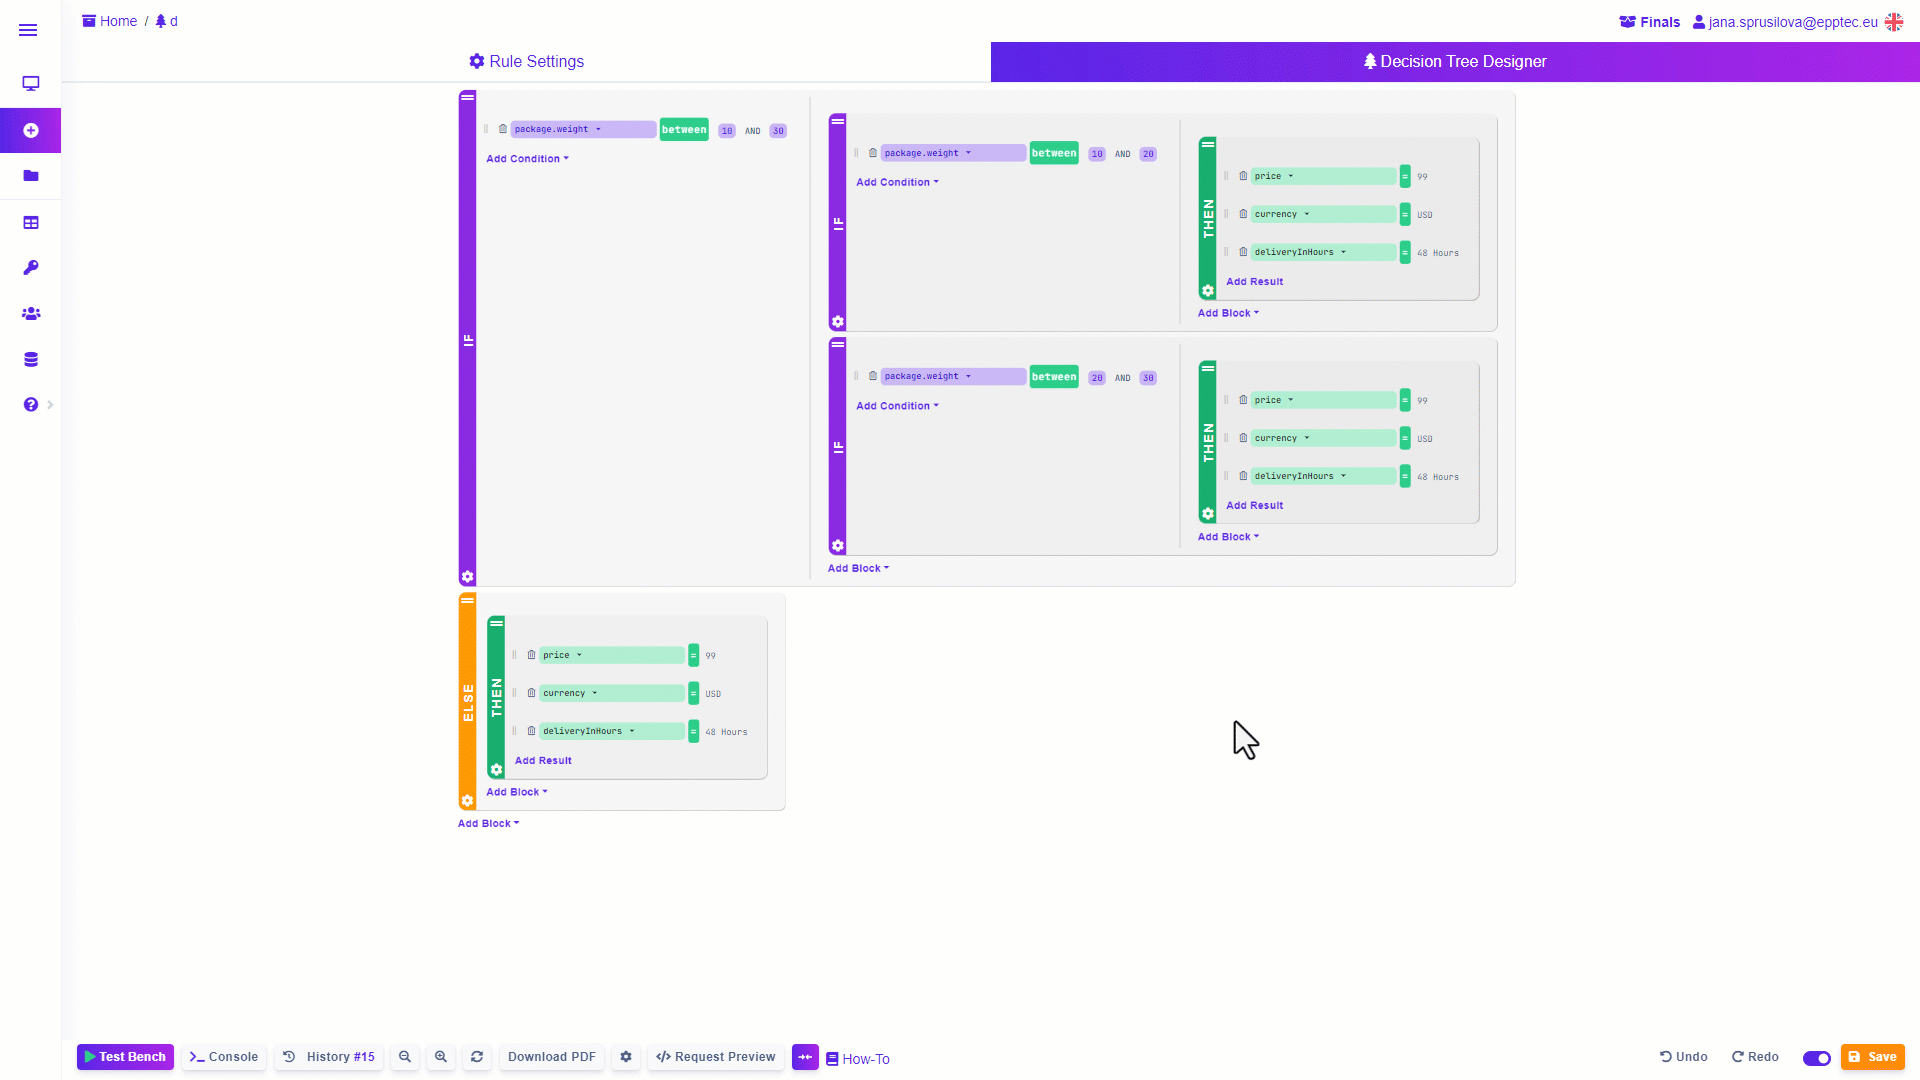 Home / d
Finals jana.sprusilova@epptec.eu
Rule Settings
Decision Tree Designer
IF
package.weight between 10 AND 30
Add Condition
IF
package.weight between 10 AND 20
Add Condition
THEN
price = 99
currency = USD
deliveryInHours = 48 Hours
Add Result
Add Block
IF
package.weight between 20 AND 30
Add Condition
THEN
price = 99
currency = USD
deliveryInHours = 48 Hours
Add Result
Add Block
Add Block
ELSE
THEN
price = 99
currency = USD
deliveryInHours = 48 Hours
Add Result
Add Block
Add Block
Test Bench Console History #15 Download PDF Request Preview How-To Undo Redo Save